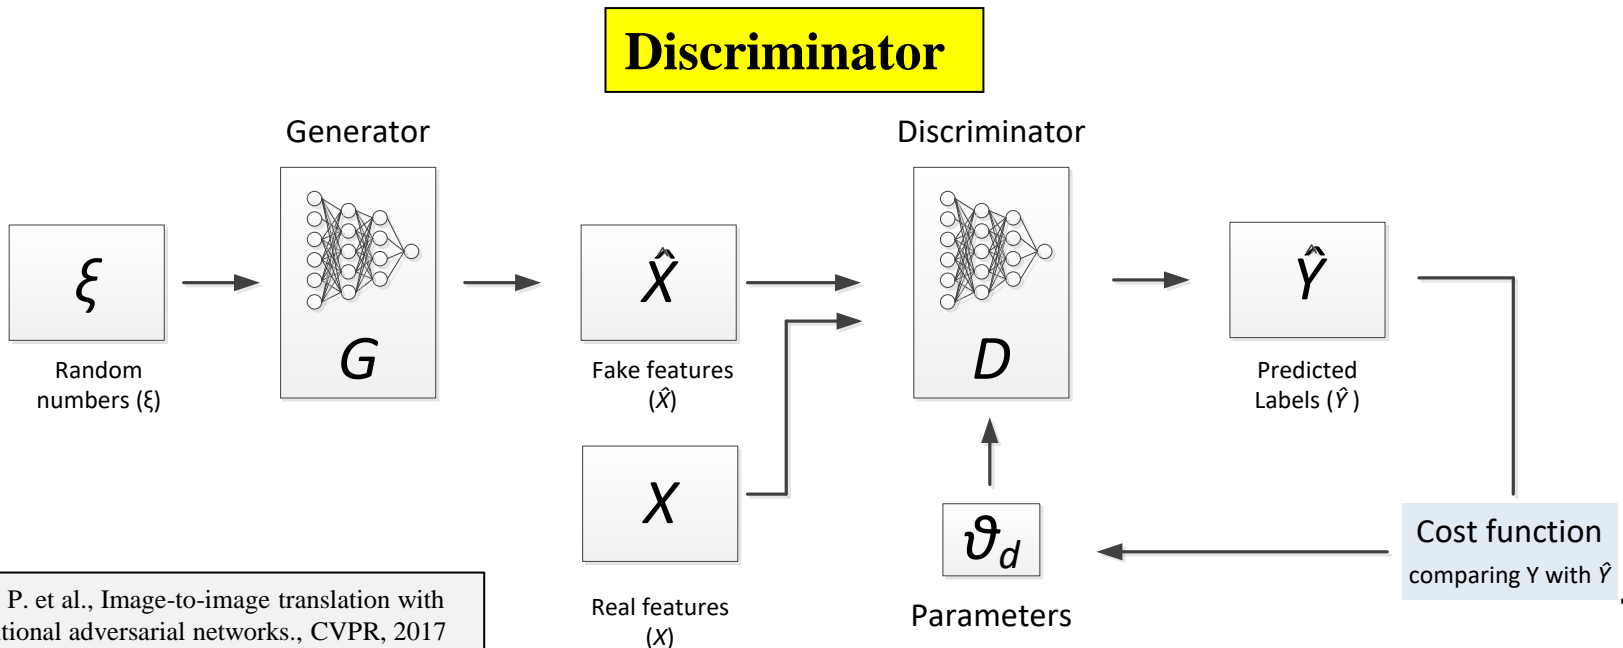 Discriminator
Generator
Discriminator
ξ
G
X̂
D
Ŷ
Random
numbers (ξ)
Fake features
(X̂)
Predicted
Labels (Ŷ )
X
ϑd
Cost function
comparing Y with Ŷ
Real features
(X)
Parameters
P. et al., Image-to-image translation with
tional adversarial networks., CVPR, 2017